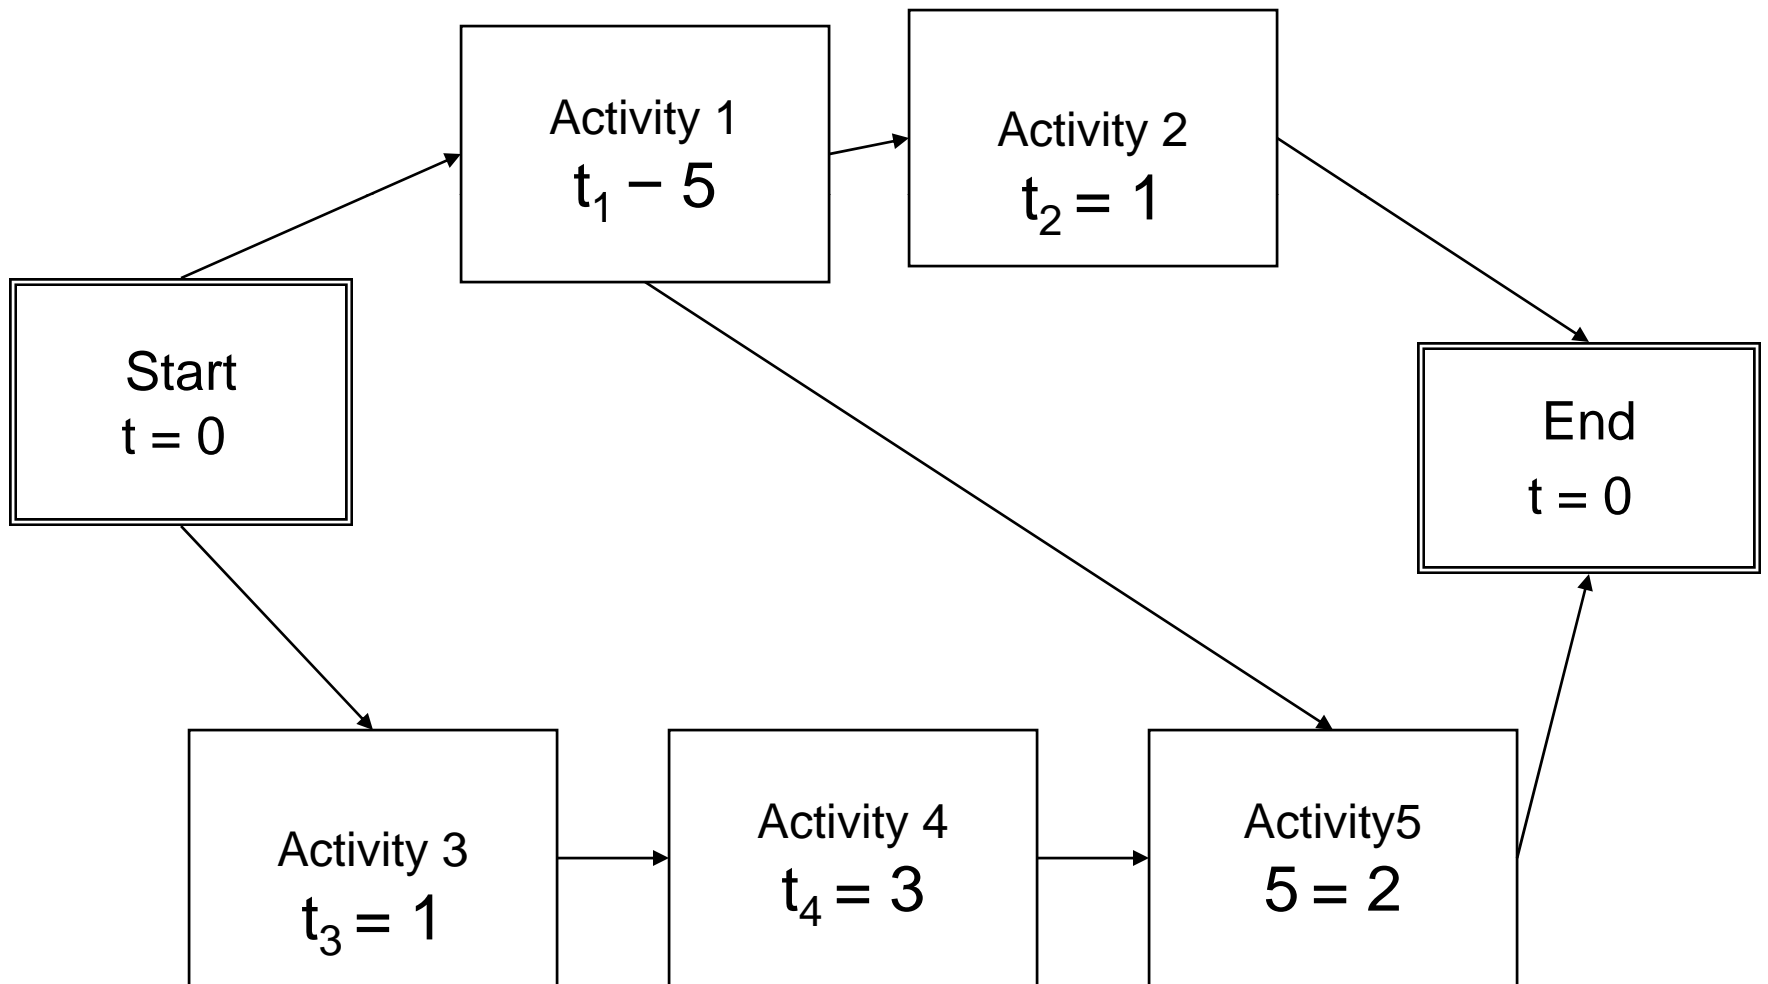 Activity 1
t₁ – 5
Activity 2
t₂ = 1
Start
t = 0
End
t = 0
Activity 3
t₃ = 1
Activity 4
t₄ = 3
Activity5
5 = 2